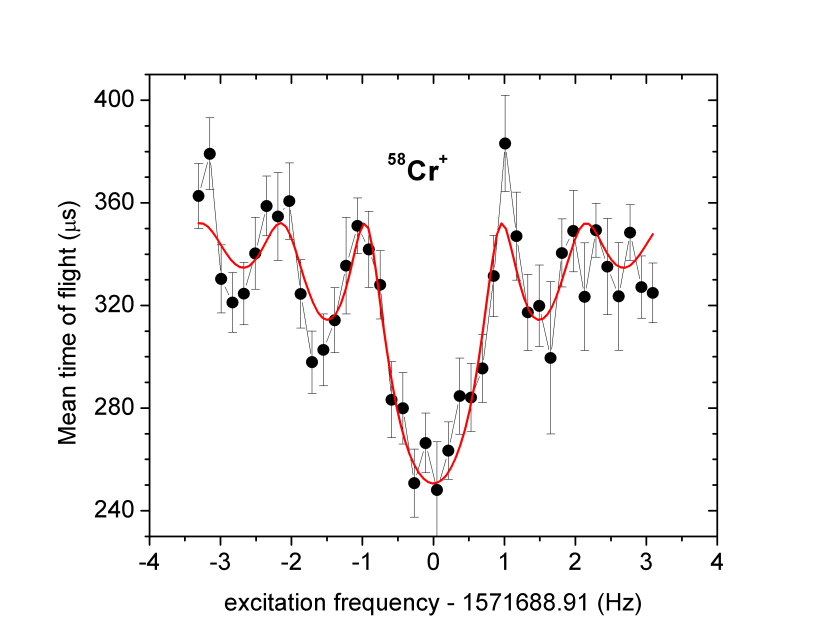 400
360
320
280
240
Mean time of flight (μs)
⁵⁸Cr⁺
-4 -3 -2 -1 0 1 2 3 4
excitation frequency - 1571688.91 (Hz)